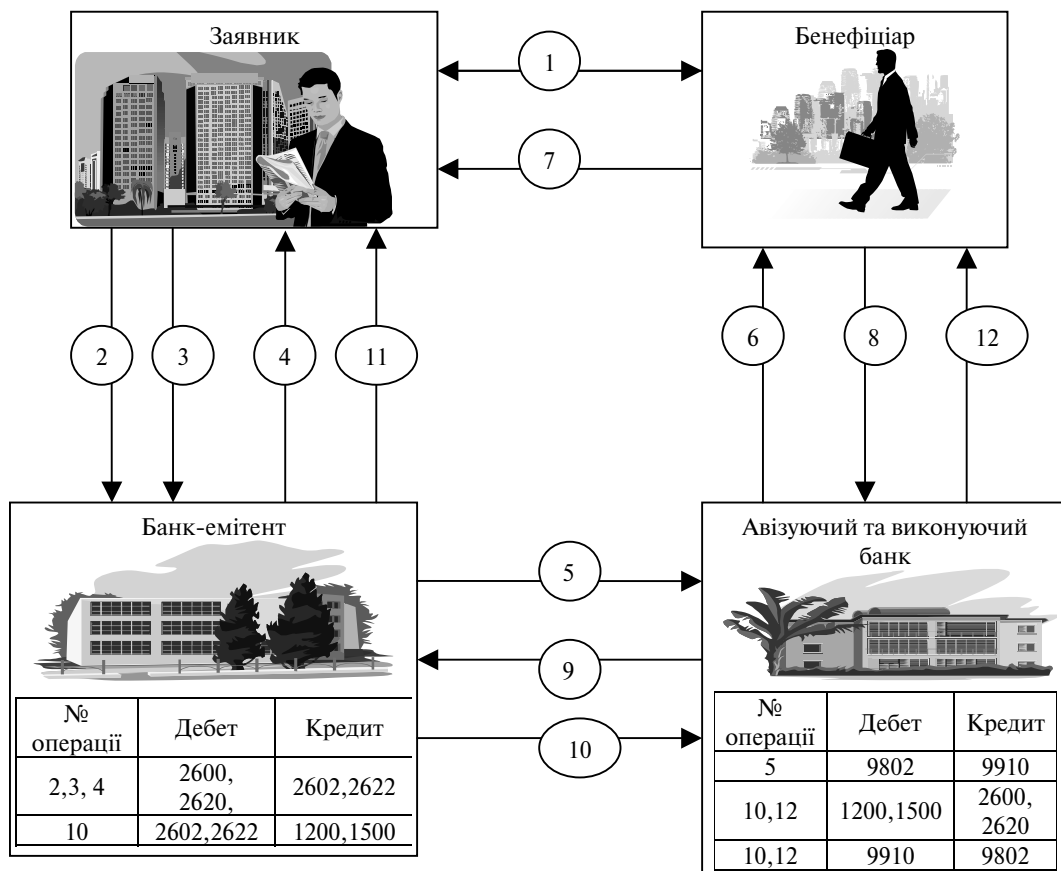 Заявник
Бенефіціар
1
7
2
3
4
11
6
8
12
Банк-емітент
Авізуючий та виконуючий
банк
5
9
10
№
операції
Дебет
Кредит
2,3, 4
2600,
2620,
2602,2622
10
2602,2622
1200,1500
№
операції
Дебет
Кредит
5
9802
9910
10,12
1200,1500
2600,
2620
10,12
9910
9802